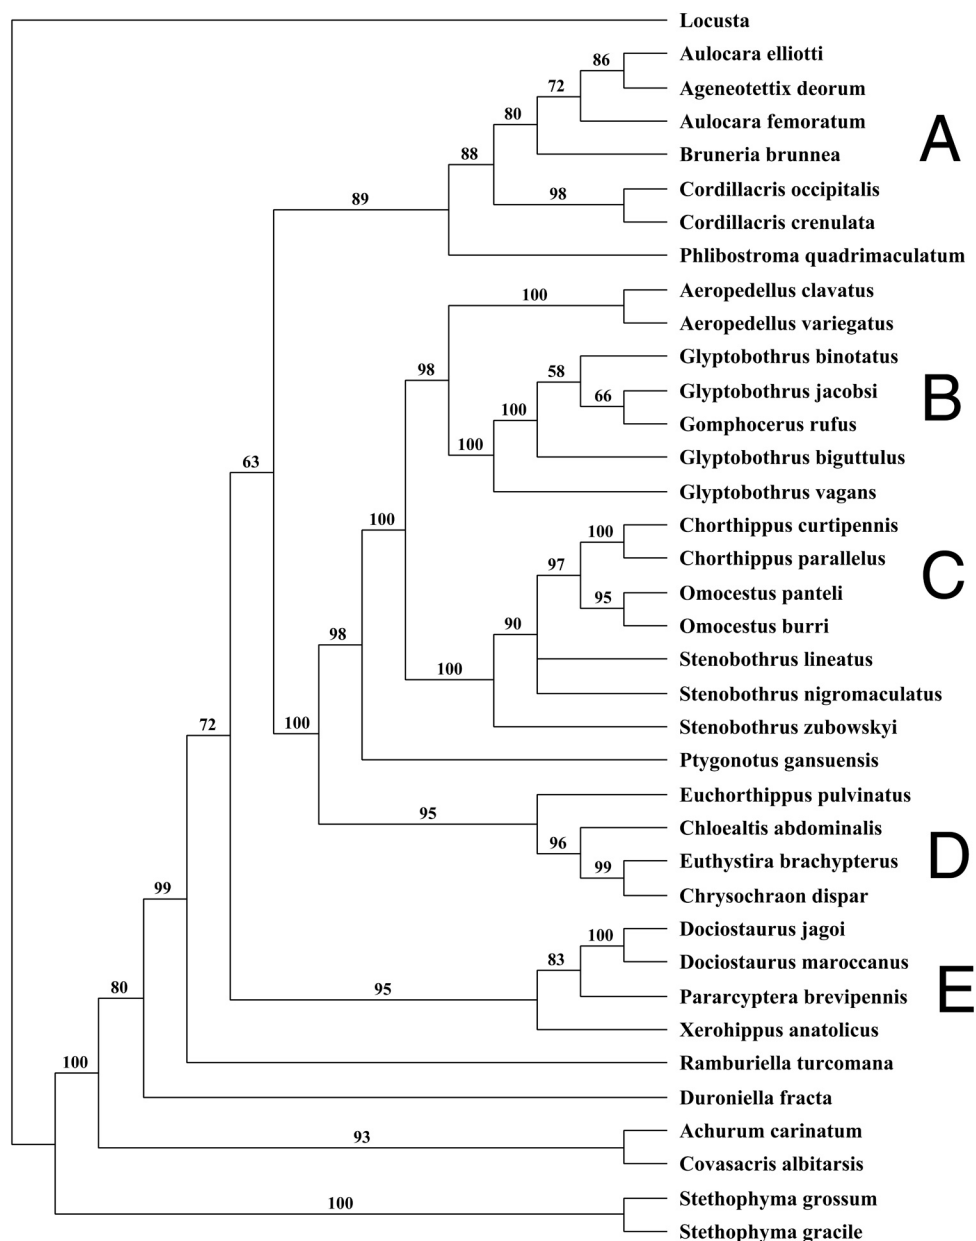 Locusta
Aulocara elliotti
86
Ageneotettix deorum
72
Aulocara femoratum
80
A
Bruneria brunnea
88
Cordillacris occipitalis
98
89
Cordillacris crenulata
Phlibostroma quadrimaculatum
Aeropedellus clavatus
100
Aeropedellus variegatus
Glyptobothrus binotatus
58
98
Glyptobothrus jacobsi
66
B
100
Gomphocerus rufus
100
Glyptobothrus biguttulus
63
Glyptobothrus vagans
100
Chorthippus curtipennis
100
Chorthippus parallelus
97
C
Omocestus panteli
95
Omocestus burri
90
98
Stenobothrus lineatus
100
Stenobothrus nigromaculatus
72
100
Stenobothrus zubowskyi
Ptygonotus gansuensis
Euchorthippus pulvinatus
95
Chloealtis abdominalis
96
D
Euthystira brachypterus
99
99
Chrysochraon dispar
Dociostaurus jagoi
100
Dociostaurus maroccanus
83
E
80
95
Pararcyptera brevipennis
Xerohippus anatolicus
100
Ramburiella turcomana
Duroniella fracta
Achurum carinatum
93
Covasacris albitarsis
Stethophyma grossum
100
Stethophyma gracile